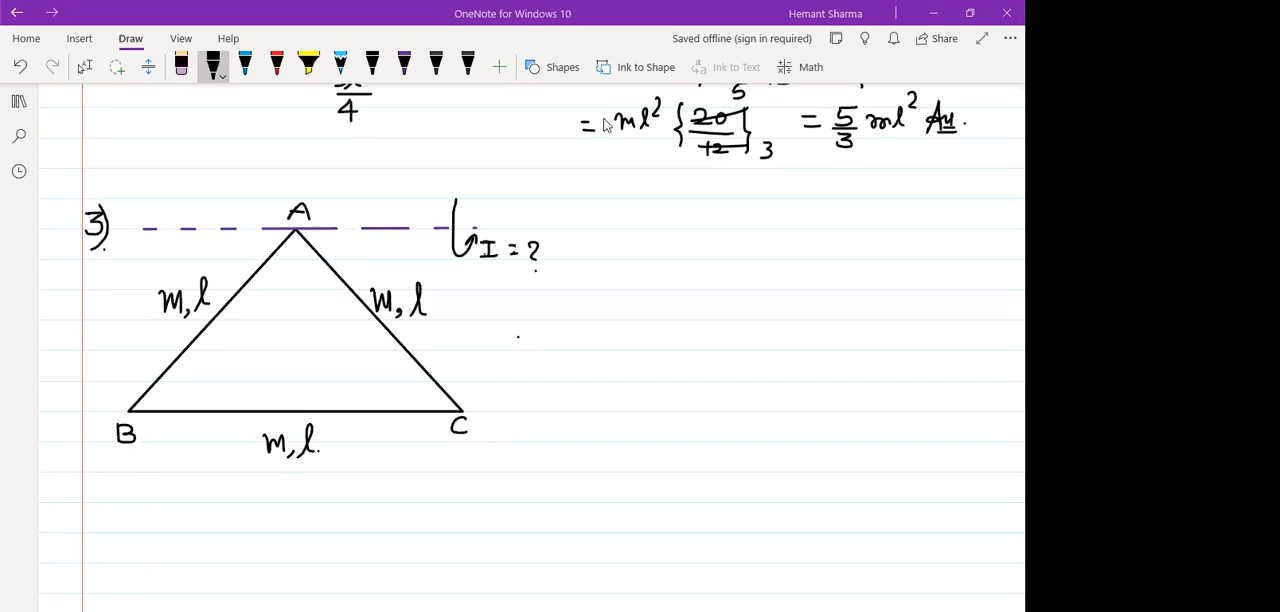 OneNote for Windows 10
Hemant Sharma
Home Insert Draw View Help
Saved offline (sign in required)
Share
Shapes
Ink to Shape
Ink to Text
Math
4
5
= ml² {20/12} 3 = 5/3 ml² Au.
3)
A
I = ?
m, l
m, l
B
C
m, l.